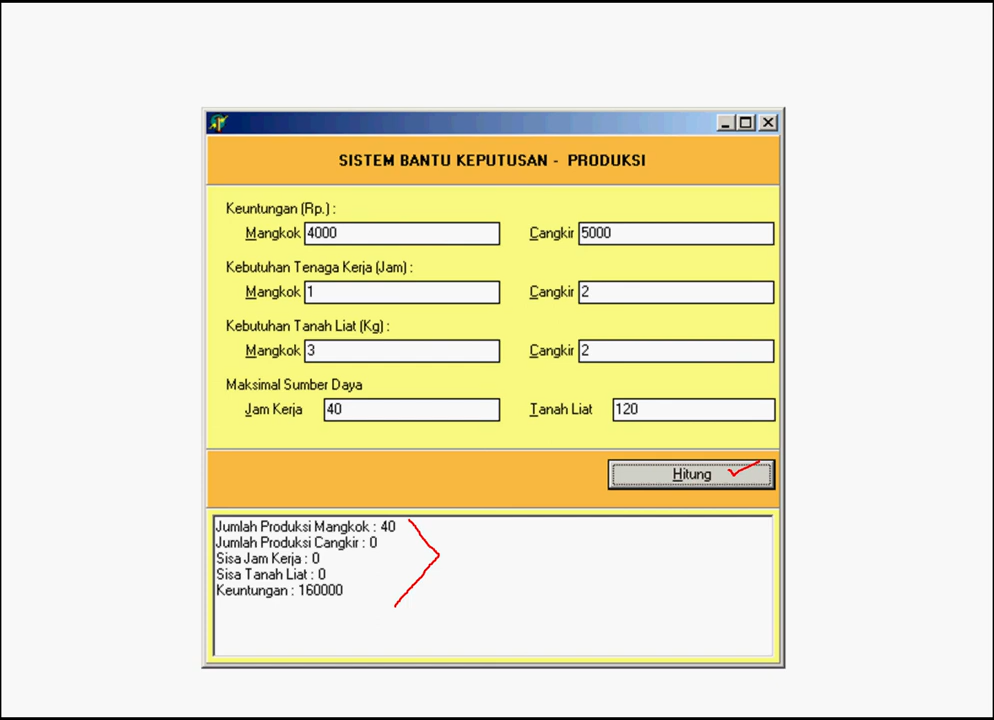 SISTEM BANTU KEPUTUSAN - PRODUKSI
Keuntungan (Rp.) :
Mangkok 4000 Cangkir 5000
Kebutuhan Tenaga Kerja (Jam) :
Mangkok 1 Cangkir 2
Kebutuhan Tanah Liat (Kg) :
Mangkok 3 Cangkir 2
Maksimal Sumber Daya
Jam Kerja 40 Tanah Liat 120
Hitung
Jumlah Produksi Mangkok : 40
Jumlah Produksi Cangkir : 0
Sisa Jam Kerja : 0
Sisa Tanah Liat : 0
Keuntungan : 160000